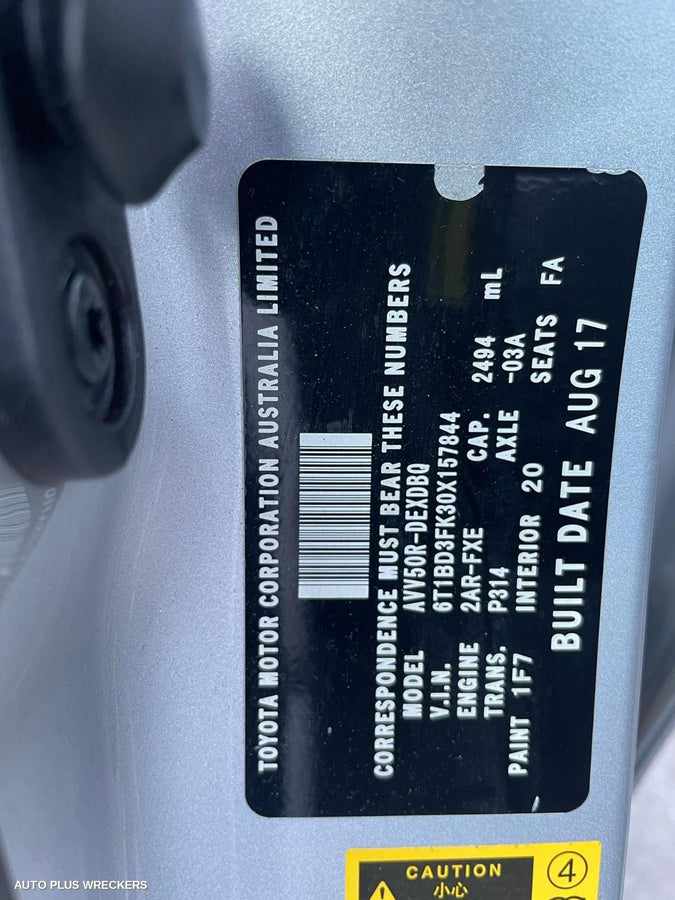 TOYOTA MOTOR CORPORATION AUSTRALIA LIMITED
CORRESPONDENCE MUST BEAR THESE NUMBERS
MODEL AVV50R-DEXDBQ
V.I.N. 6T1BD3FK30X157844
ENGINE 2AR-FXE CAP. 2494 mL
TRANS. P314 AXLE -03A
PAINT 1F7 INTERIOR 20 SEATS FA
BUILT DATE AUG 17
CAUTION
小心
4
AUTO PLUS WRECKERS